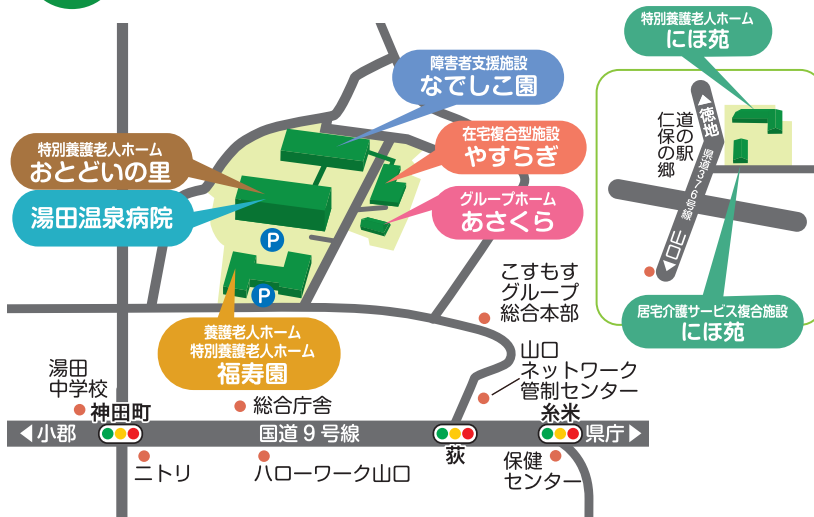 特別養護老人ホーム
にほ苑
障害者支援施設
なでしこ園
在宅複合型施設
やすらぎ
グループホーム
あさくら
特別養護老人ホーム
おとどいの里
湯田温泉病院
P
P
養護老人ホーム
特別養護老人ホーム
福寿園
こすもす
グループ
総合本部
山口
ネットワーク
管制センター
湯田
中学校
神田町
総合庁舎
糸米
◀小郡
国道9号線
県庁▶
荻
ニトリ
ハローワーク山口
保健
センター
▲徳地
道の駅
仁保の郷
県道376号線
山口▼
居宅介護サービス複合施設
にほ苑